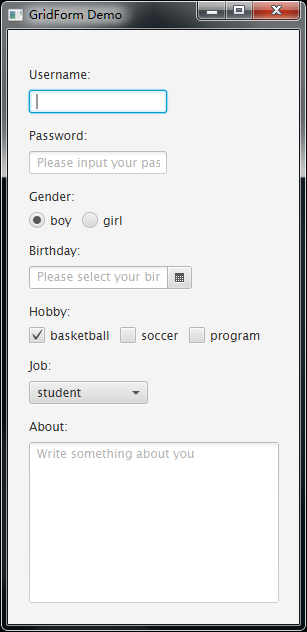 GridForm Demo
Username:
Password:
Please input your pas
Gender:
boy girl
Birthday:
Please select your bir
Hobby:
basketball soccer program
Job:
student
About:
Write something about you